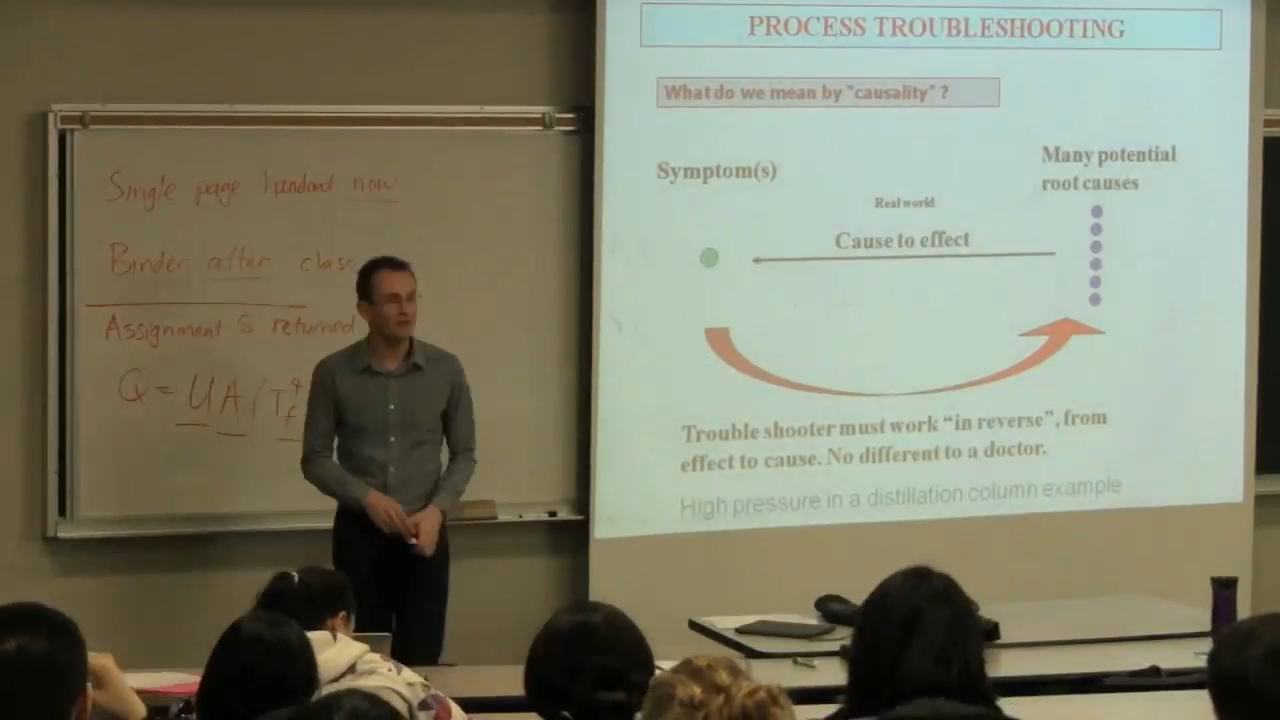 Single page handout now
Binder after class
Assignment 5 returned
Q = UA (T
PROCESS TROUBLESHOOTING
What do we mean by "causality" ?
Symptom(s)
Many potential
root causes
Real world
Cause to effect
Trouble shooter must work “in reverse”, from
effect to cause. No different to a doctor.
High pressure in a distillation column example